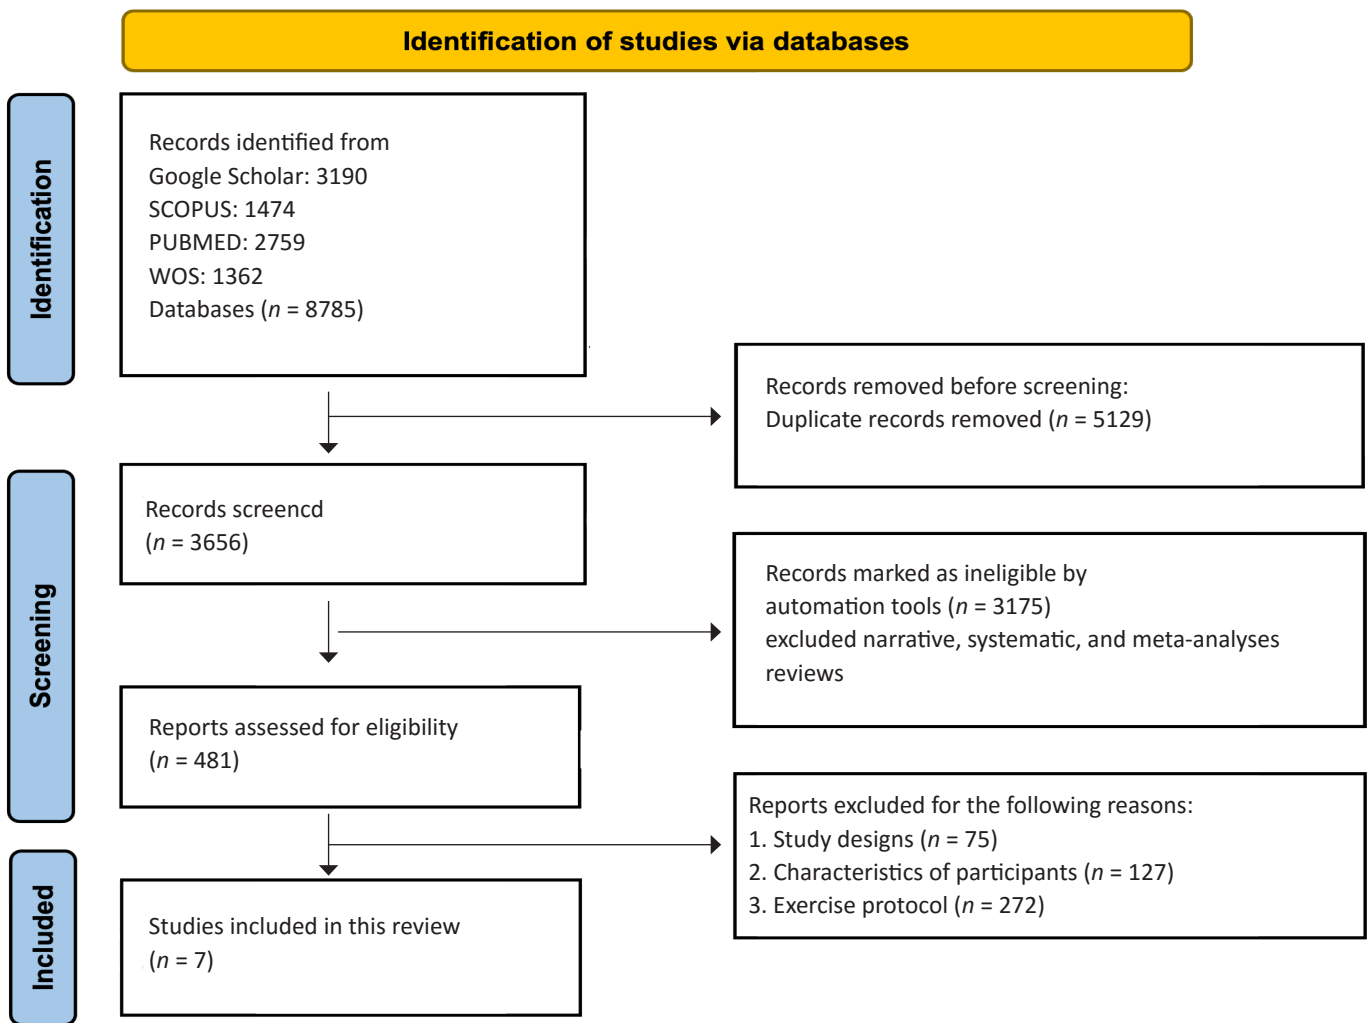 Identification of studies via databases
Identification
Records identified from
Google Scholar: 3190
SCOPUS: 1474
PUBMED: 2759
WOS: 1362
Databases (n = 8785)
Records removed before screening:
Duplicate records removed (n = 5129)
Screening
Records screencd
(n = 3656)
Records marked as ineligible by
automation tools (n = 3175)
excluded narrative, systematic, and meta-analyses
reviews
Reports assessed for eligibility
(n = 481)
Reports excluded for the following reasons:
1. Study designs (n = 75)
2. Characteristics of participants (n = 127)
3. Exercise protocol (n = 272)
Included
Studies included in this review
(n = 7)